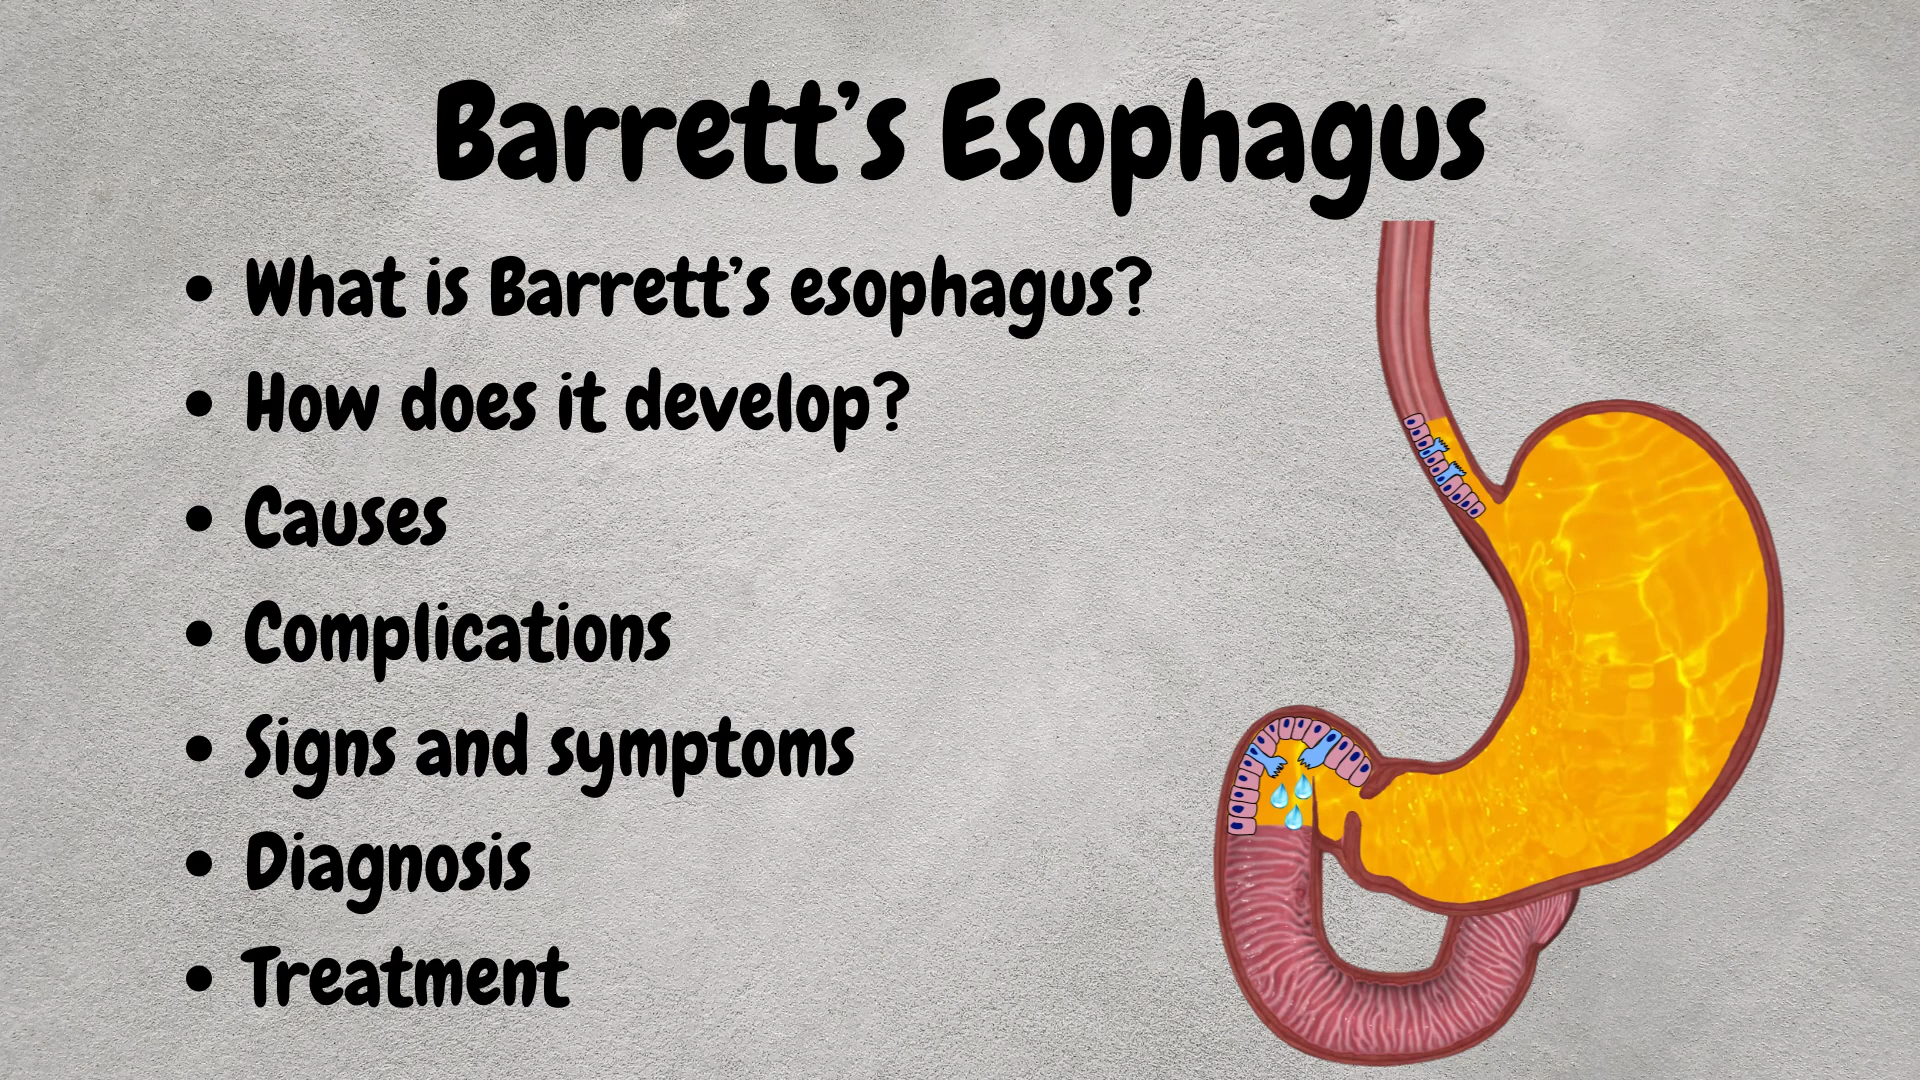 Barrett’s Esophagus
• What is Barrett’s esophagus?
• How does it develop?
• Causes
• Complications
• Signs and symptoms
• Diagnosis
• Treatment